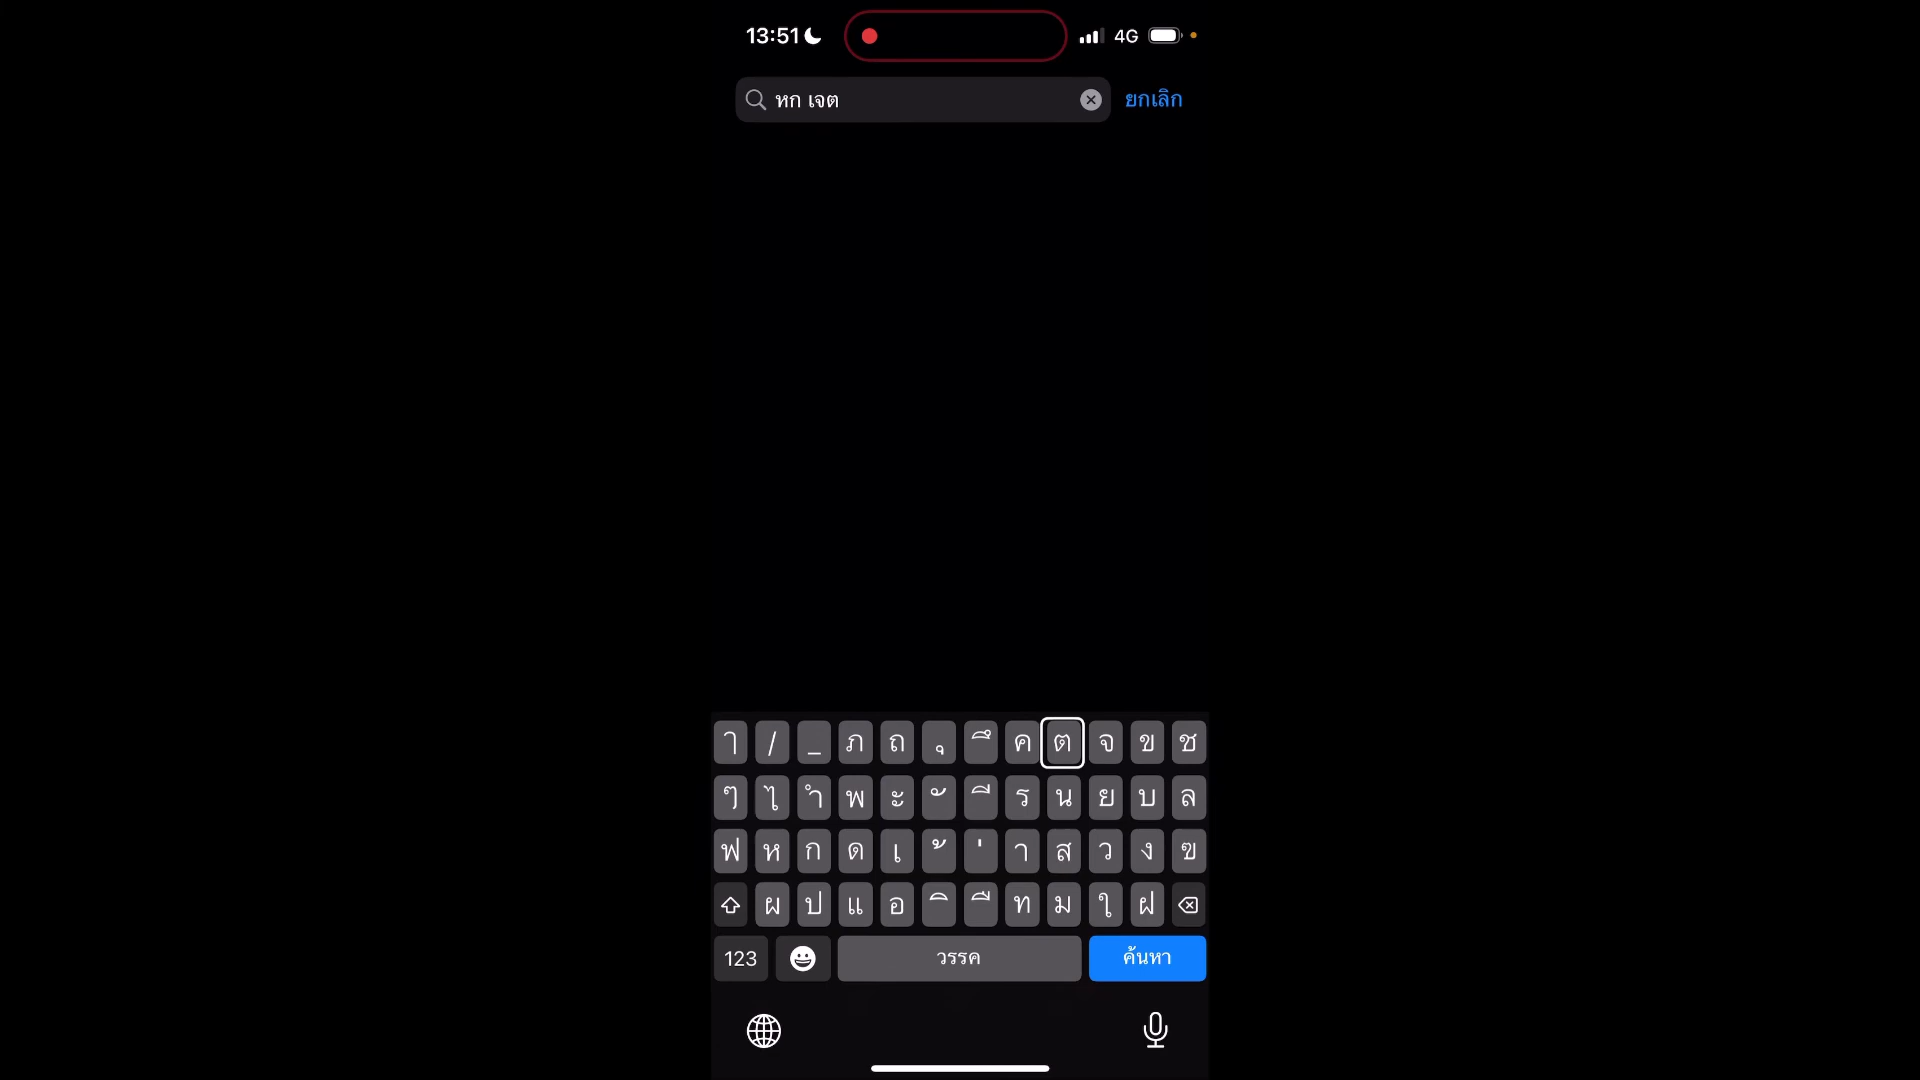 13:51 4G
หก เจต ยกเลิก
ๅ / _ ภ ถ ุ ึ ค ต จ ข ช
ๆ ไ ำ พ ะ ั ี ร น ย บ ล
ฟ ห ก ด เ ้ ่ า ส ว ง ฃ
ผ ป แ อ ิ ื ท ม ใ ฝ
123 วรรค ค้นหา